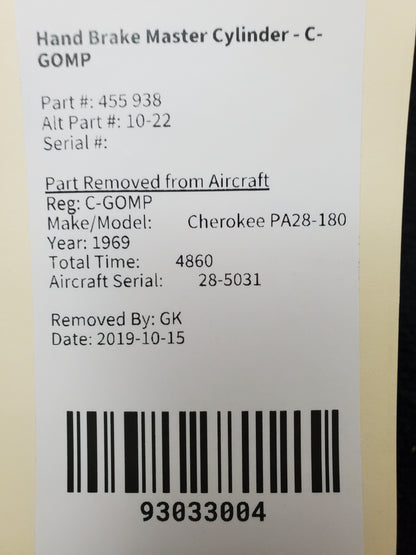 Hand Brake Master Cylinder - C-
GOMP
Part #: 455 938
Alt Part #: 10-22
Serial #:
Part Removed from Aircraft
Reg: C-GOMP
Make/Model: Cherokee PA28-180
Year: 1969
Total Time: 4860
Aircraft Serial: 28-5031
Removed By: GK
Date: 2019-10-15
93033004